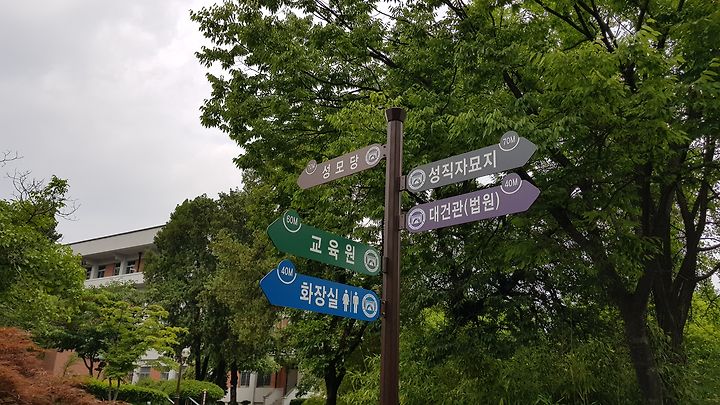 성모당
60M
교육원
40M
화장실
70M
성직자묘지
40M
대건관(법원)